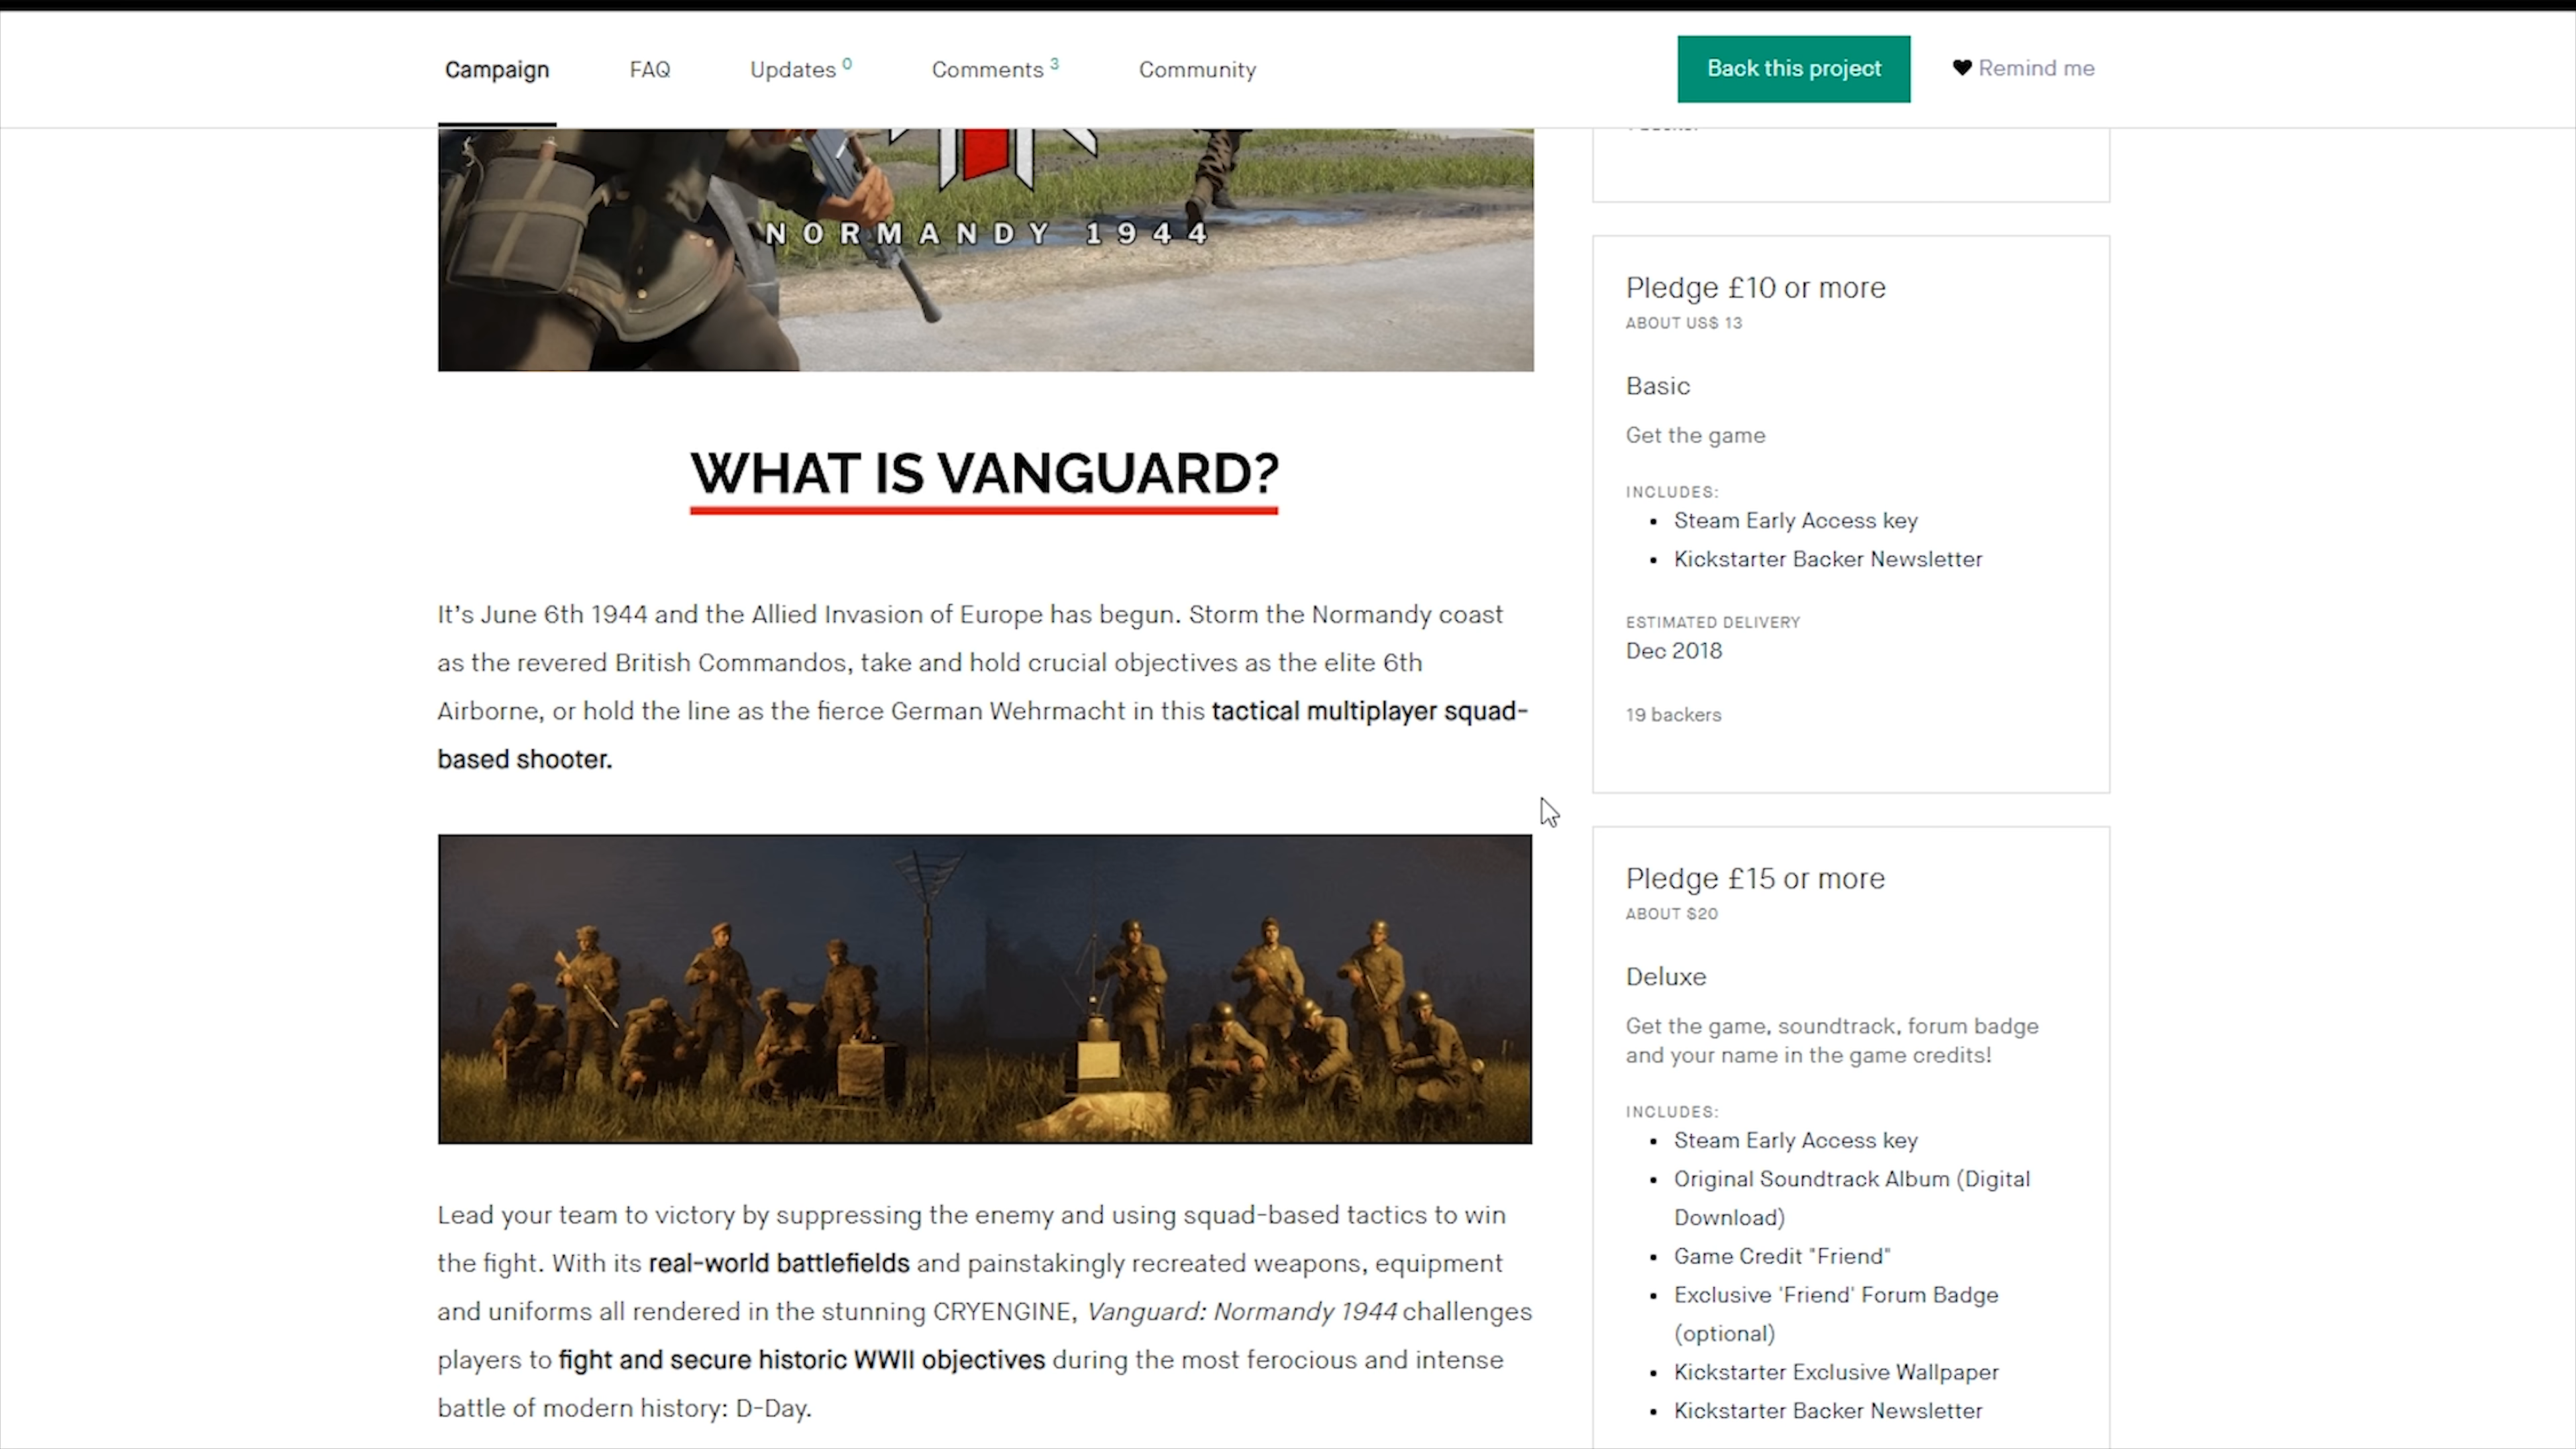 Campaign
FAQ
Updates 0
Comments 3
Community
Back this project
Remind me
NORMANDY 1944
WHAT IS VANGUARD?
It's June 6th 1944 and the Allied Invasion of Europe has begun. Storm the Normandy coast
as the revered British Commandos, take and hold crucial objectives as the elite 6th
Airborne, or hold the line as the fierce German Wehrmacht in this tactical multiplayer squad-
based shooter.
Lead your team to victory by suppressing the enemy and using squad-based tactics to win
the fight. With its real-world battlefields and painstakingly recreated weapons, equipment
and uniforms all rendered in the stunning CRYENGINE, Vanguard: Normandy 1944 challenges
players to fight and secure historic WWII objectives during the most ferocious and intense
battle of modern history: D-Day.
Pledge £10 or more
ABOUT US$ 13
Basic
Get the game
INCLUDES:
• Steam Early Access key
• Kickstarter Backer Newsletter
ESTIMATED DELIVERY
Dec 2018
19 backers
Pledge £15 or more
ABOUT $20
Deluxe
Get the game, soundtrack, forum badge
and your name in the game credits!
INCLUDES:
• Steam Early Access key
• Original Soundtrack Album (Digital
Download)
• Game Credit "Friend"
• Exclusive 'Friend' Forum Badge
(optional)
• Kickstarter Exclusive Wallpaper
• Kickstarter Backer Newsletter